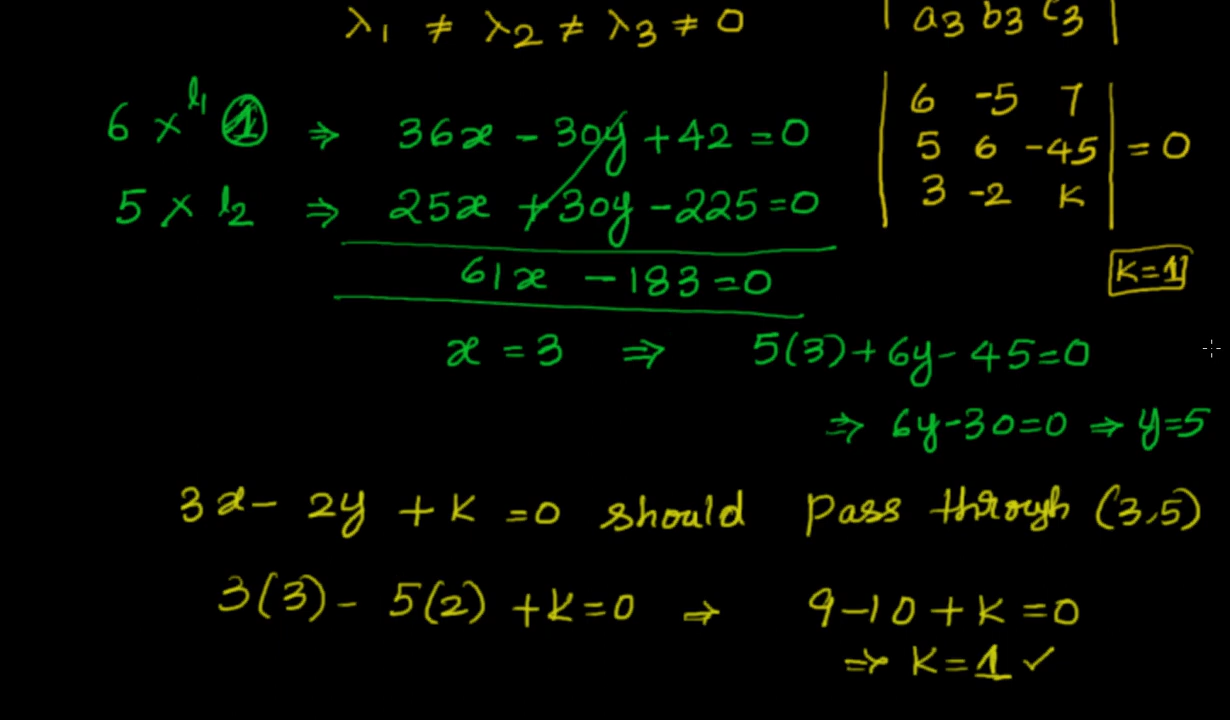 λ1 ≠ λ2 ≠ λ3 ≠ 0
| a3 b3 c3 |
6 × l1 1 ⇒ 36x - 30y + 42 = 0
5 × l2 ⇒ 25x + 30y - 225 = 0
61x - 183 = 0
| 6 -5 7 |
| 5 6 -45 | = 0
| 3 -2 K |
K=1
x = 3 ⇒ 5(3) + 6y - 45 = 0
⇒ 6y - 30 = 0 ⇒ y = 5
3x - 2y + K = 0 should pass through (3,5)
3(3) - 5(2) + K = 0 ⇒ 9 - 10 + K = 0
⇒ K = 1 ✓